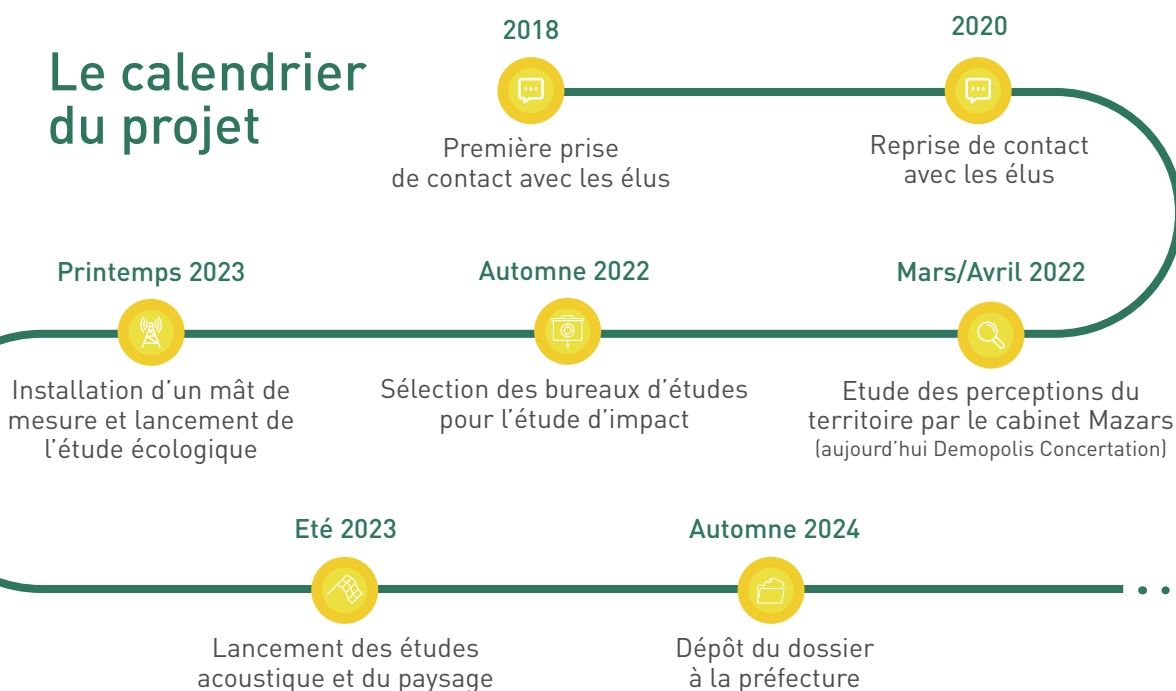 Le calendrier
du projet
2018
Première prise
de contact avec les élus
2020
Reprise de contact
avec les élus
Mars/Avril 2022
Etude des perceptions du
territoire par le cabinet Mazars
(aujourd'hui Demopolis Concertation)
Automne 2022
Sélection des bureaux d'études
pour l'étude d'impact
Printemps 2023
Installation d'un mât de
mesure et lancement de
l'étude écologique
Eté 2023
Lancement des études
acoustique et du paysage
Automne 2024
Dépôt du dossier
à la préfecture